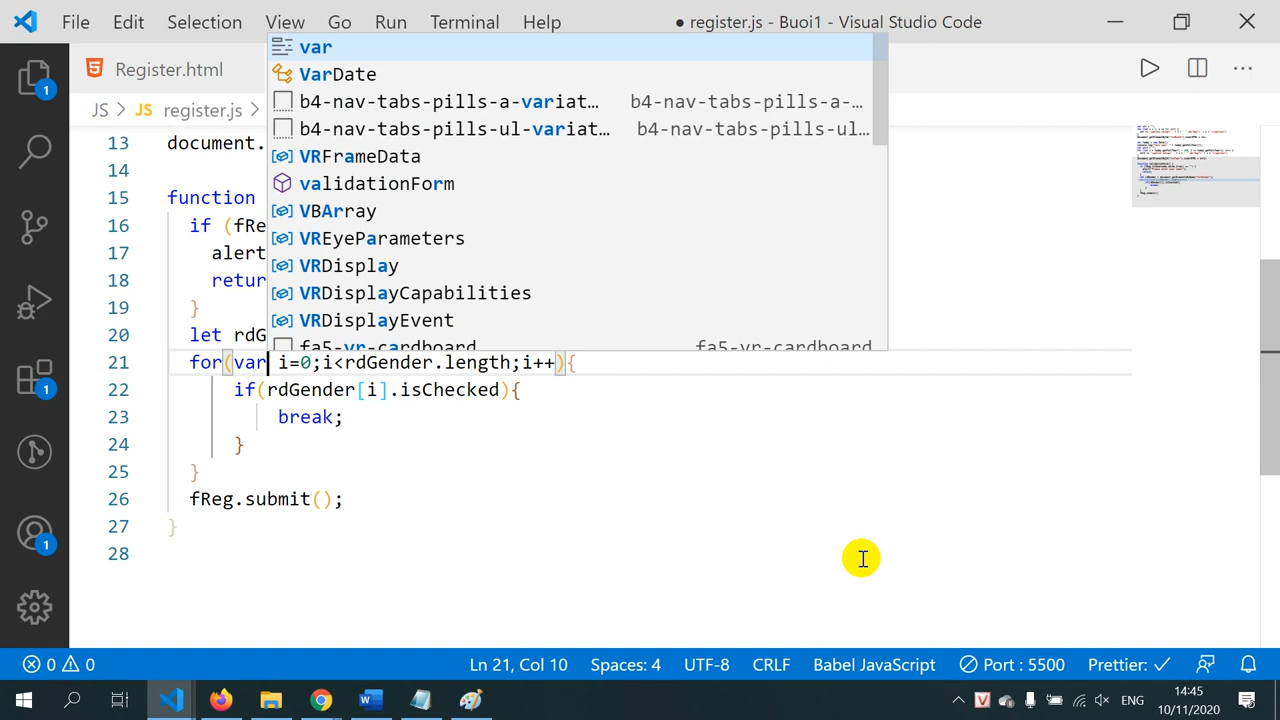 File Edit Selection View Go Run Terminal Help ● register.js - Buoi1 - Visual Studio Code
Register.html
JS > JS register.js >
13 document.
14
15 function
16 if (fRe
17 alert
18 retur
19 }
20 let rdG
21 for(var i=0;i<rdGender.length;i++){
22 if(rdGender[i].isChecked){
23 break;
24 }
25 }
26 fReg.submit();
27 }
28
var
VarDate
b4-nav-tabs-pills-a-variat... b4-nav-tabs-pills-a-...
b4-nav-tabs-pills-ul-variat... b4-nav-tabs-pills-ul...
VRFrameData
validationForm
VBArray
VREyeParameters
VRDisplay
VRDisplayCapabilities
VRDisplayEvent
fa5-vr-cardboard fa5-vr-cardboard
1
1
1
0 0 Ln 21, Col 10 Spaces: 4 UTF-8 CRLF Babel JavaScript Port : 5500 Prettier: ✓
ENG
14:45
10/11/2020